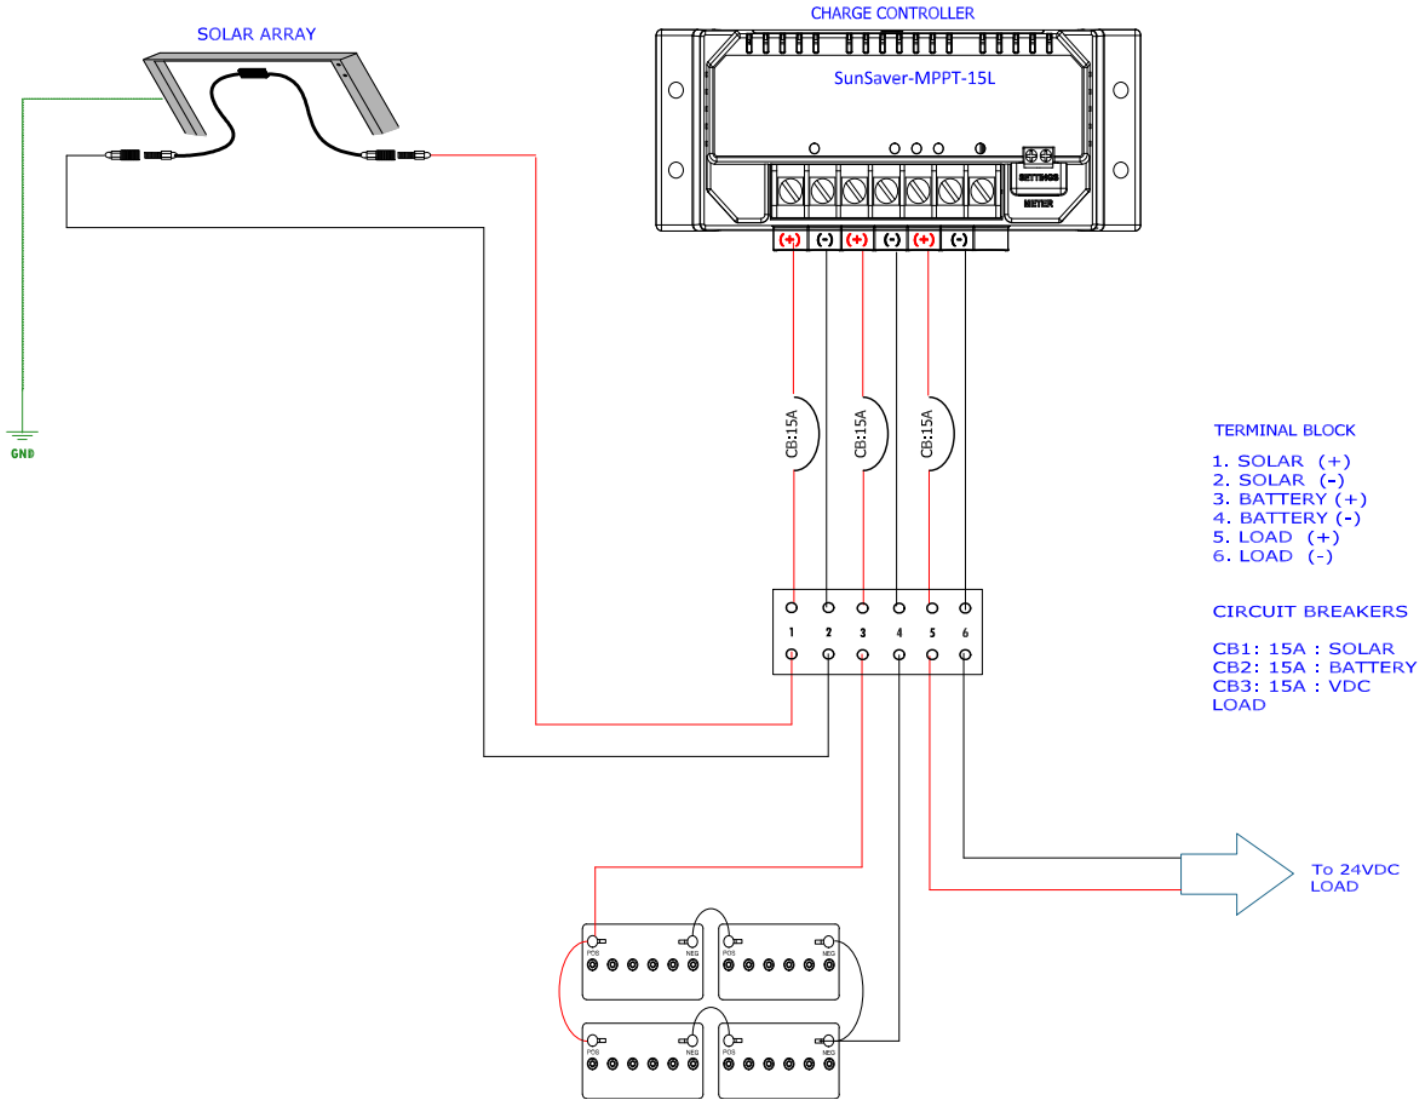 CHARGE CONTROLLER
SOLAR ARRAY
SunSaver-MPPT-15L
SETTINGS
METER
(+) (-) (+) (-) (+) (-)
CB:15A CB:15A CB:15A
GND
TERMINAL BLOCK
1. SOLAR (+)
2. SOLAR (-)
3. BATTERY (+)
4. BATTERY (-)
5. LOAD (+)
6. LOAD (-)
CIRCUIT BREAKERS
CB1: 15A : SOLAR
CB2: 15A : BATTERY
CB3: 15A : VDC
LOAD
1 2 3 4 5 6
To 24VDC
LOAD
POS NEG POS NEG
POS NEG POS NEG